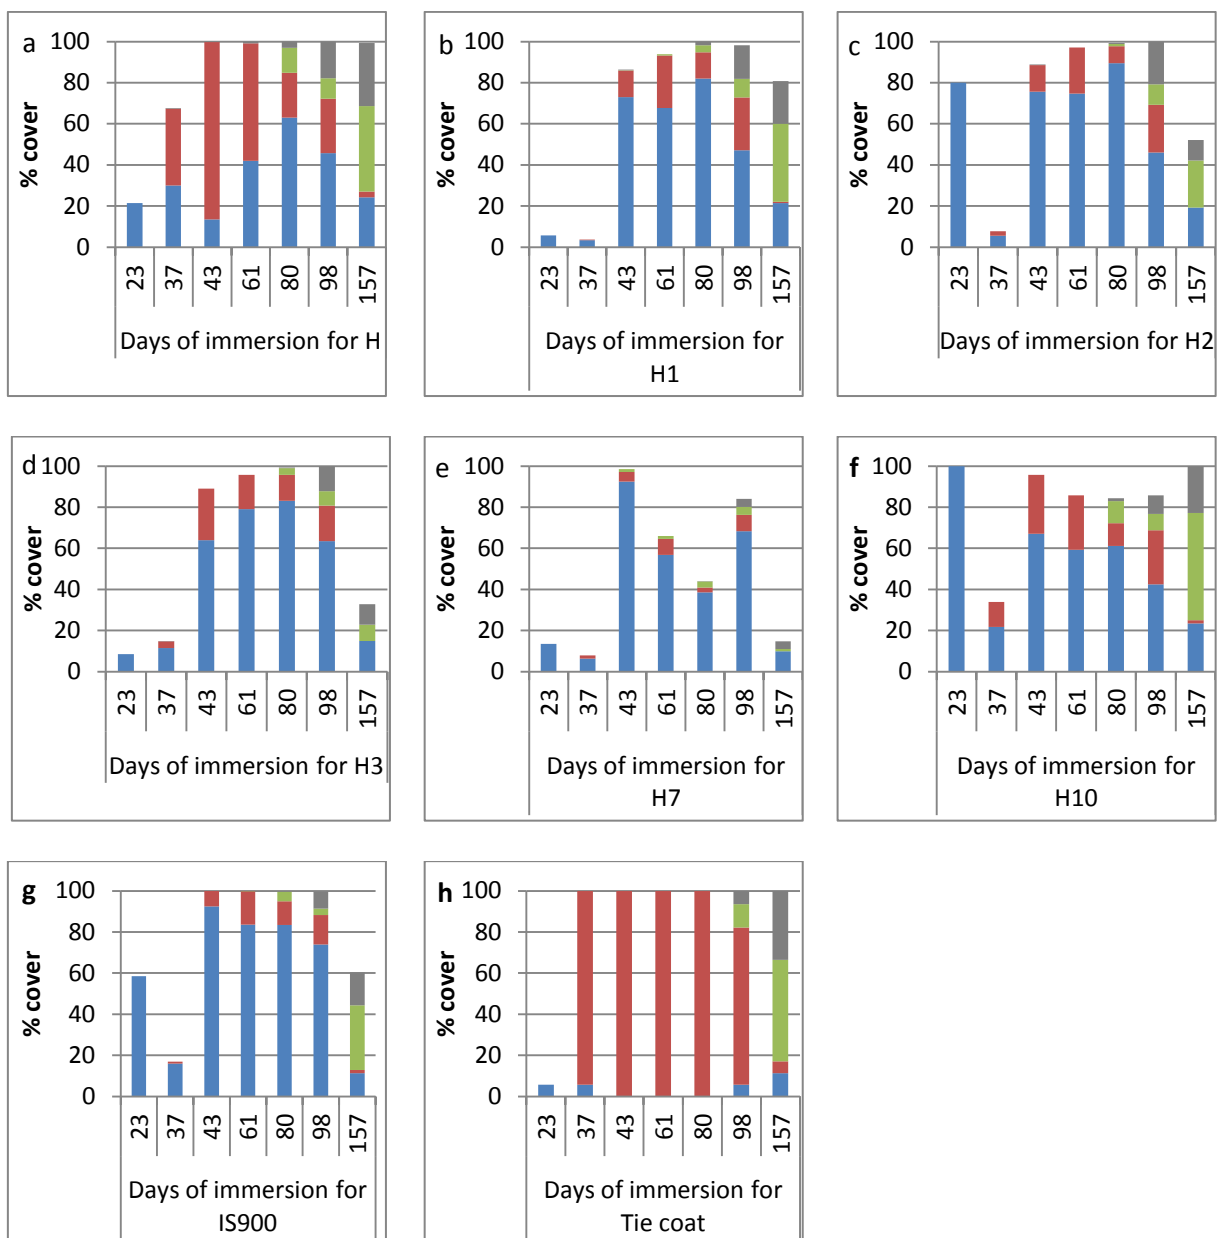 a
100
80
60
40
20
0
% cover
23 37 43 61 80 98 157
Days of immersion for H
b
100
80
60
40
20
0
% cover
23 37 43 61 80 98 157
Days of immersion for
H1
c
100
80
60
40
20
0
% cover
23 37 43 61 80 98 157
Days of immersion for H2
d
100
80
60
40
20
0
% cover
23 37 43 61 80 98 157
Days of immersion for H3
e
100
80
60
40
20
0
% cover
23 37 43 61 80 98 157
Days of immersion for
H7
f
100
80
60
40
20
0
% cover
23 37 43 61 80 98 157
Days of immersion for
H10
g
100
80
60
40
20
0
% cover
23 37 43 61 80 98 157
Days of immersion for
IS900
h
100
80
60
40
20
0
% cover
23 37 43 61 80 98 157
Days of immersion for
Tie coat